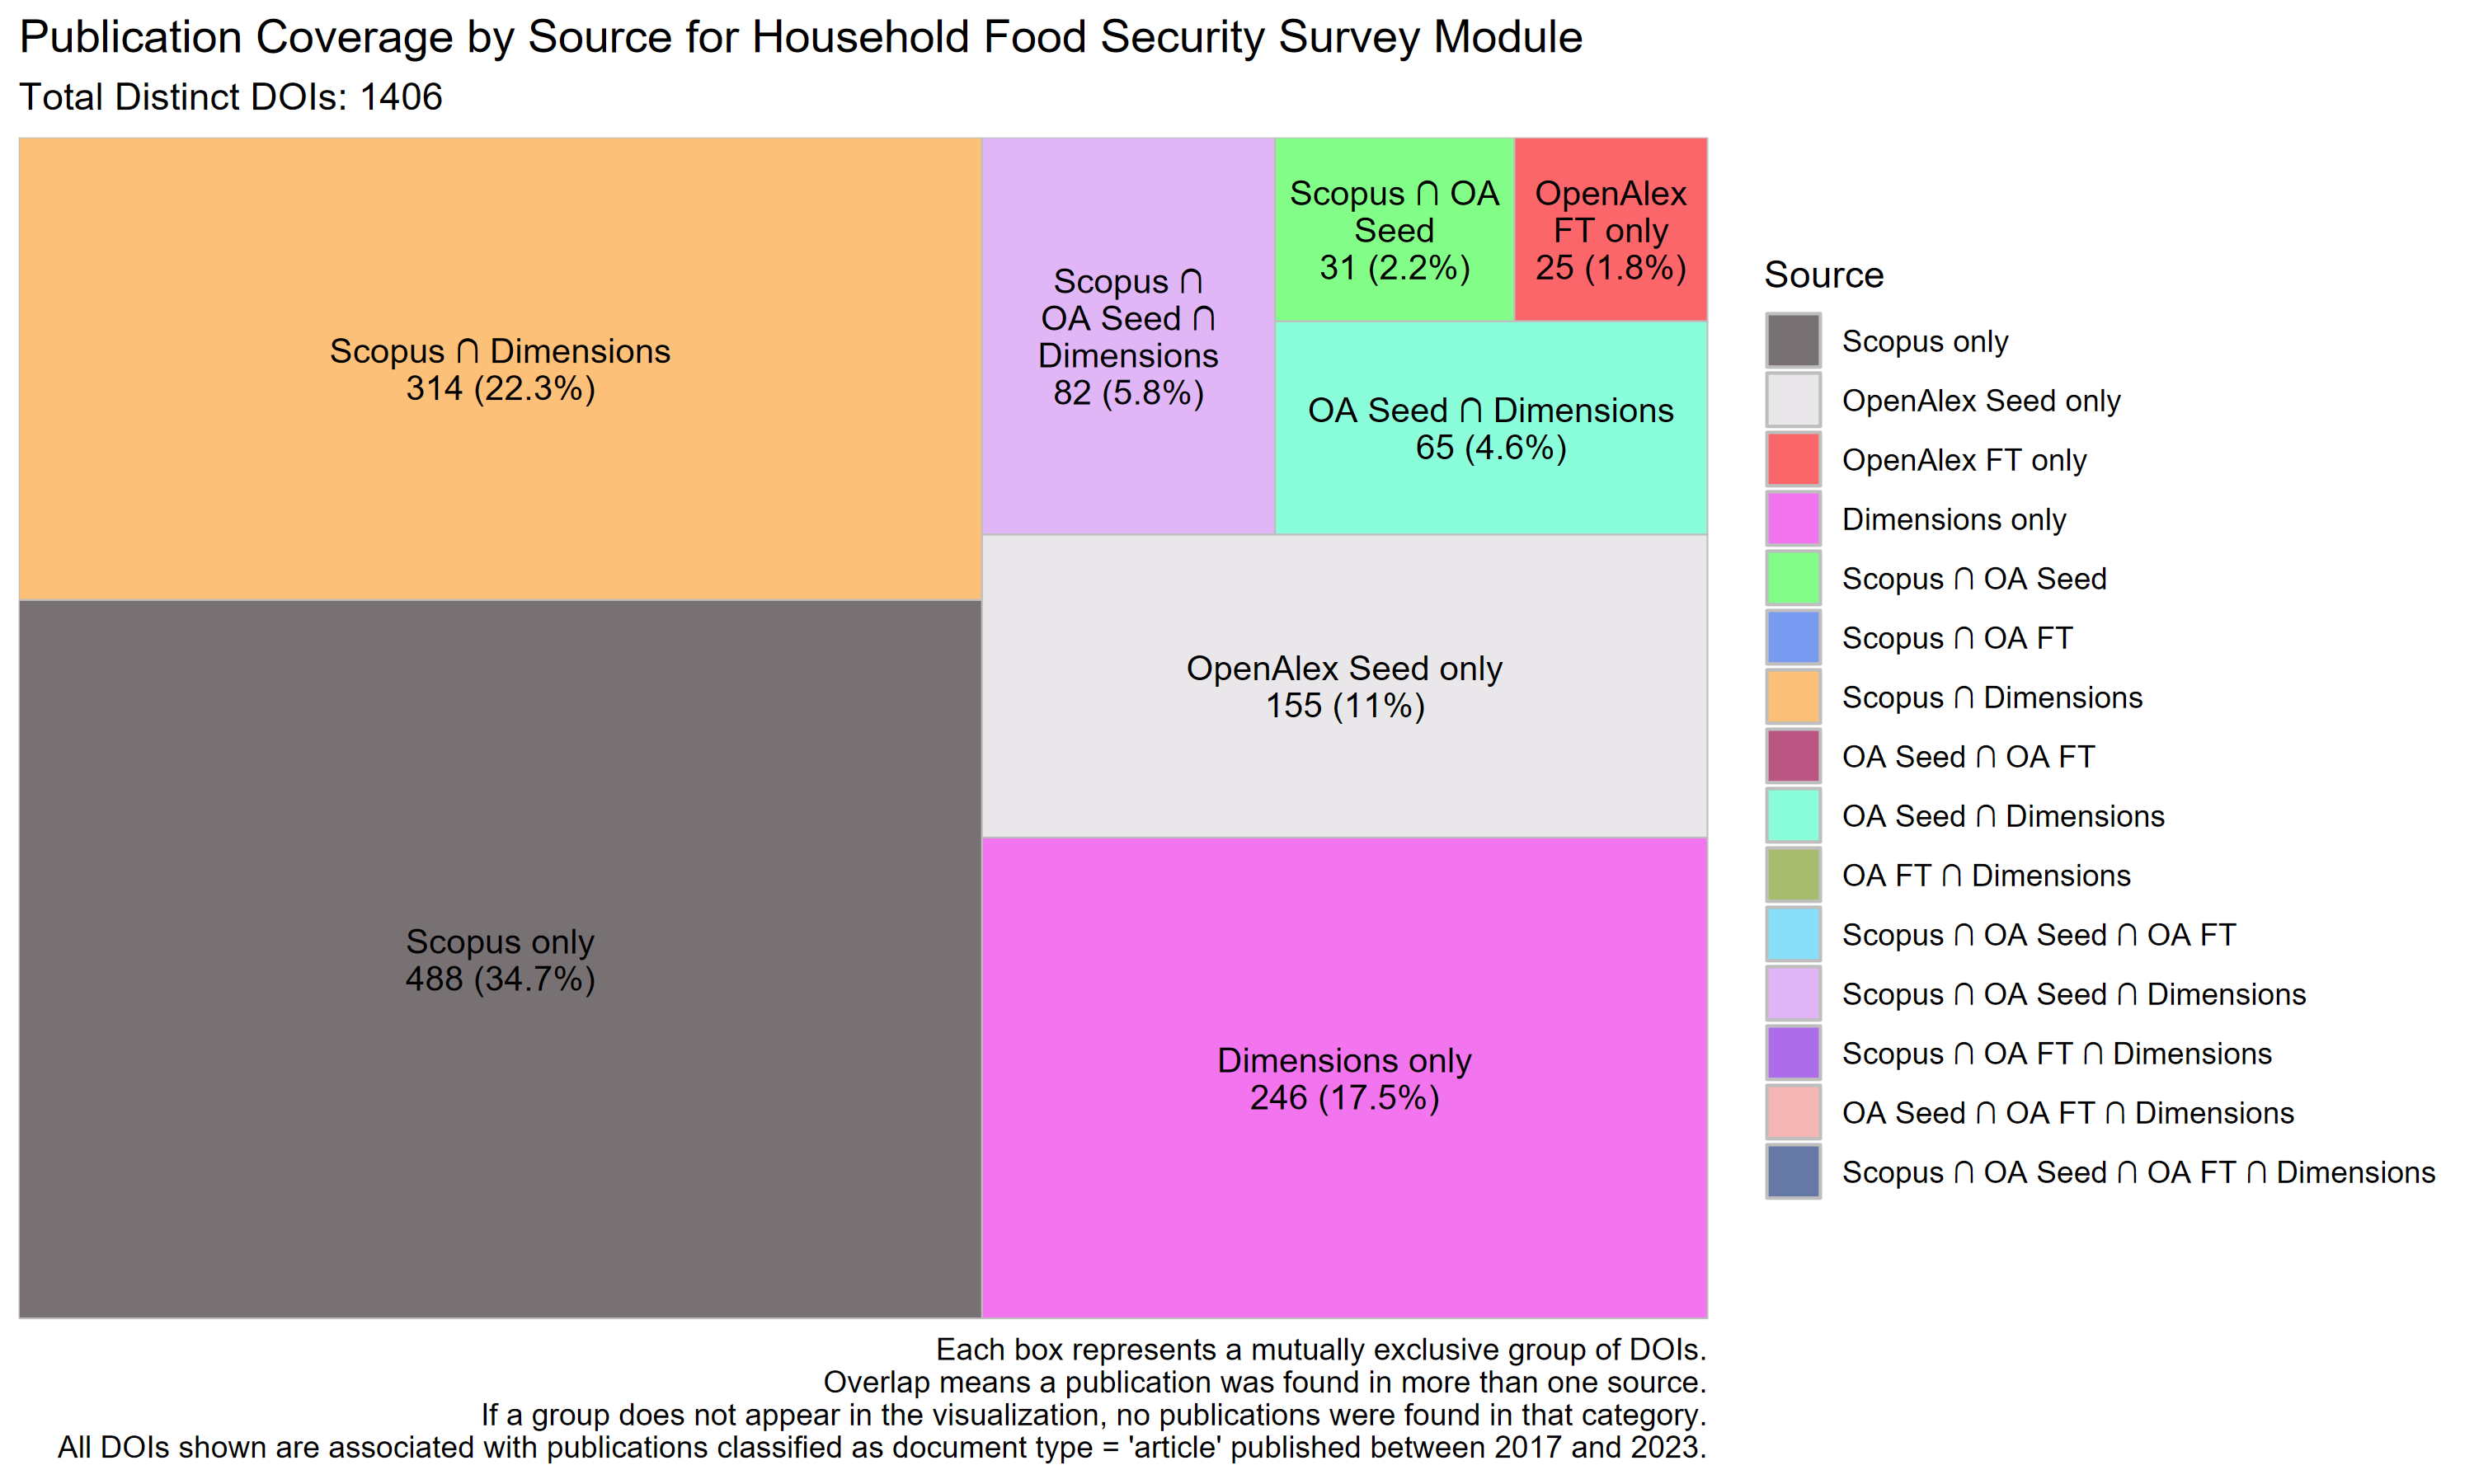 Publication Coverage by Source for Household Food Security Survey Module
Total Distinct DOIs: 1406
Scopus ∩ Dimensions
314 (22.3%)
Scopus ∩
OA Seed ∩
Dimensions
82 (5.8%)
Scopus ∩ OA
Seed
31 (2.2%)
OpenAlex
FT only
25 (1.8%)
OA Seed ∩ Dimensions
65 (4.6%)
OpenAlex Seed only
155 (11%)
Scopus only
488 (34.7%)
Dimensions only
246 (17.5%)
Source
Scopus only
OpenAlex Seed only
OpenAlex FT only
Dimensions only
Scopus ∩ OA Seed
Scopus ∩ OA FT
Scopus ∩ Dimensions
OA Seed ∩ OA FT
OA Seed ∩ Dimensions
OA FT ∩ Dimensions
Scopus ∩ OA Seed ∩ OA FT
Scopus ∩ OA Seed ∩ Dimensions
Scopus ∩ OA FT ∩ Dimensions
OA Seed ∩ OA FT ∩ Dimensions
Scopus ∩ OA Seed ∩ OA FT ∩ Dimensions
Each box represents a mutually exclusive group of DOIs.
Overlap means a publication was found in more than one source.
If a group does not appear in the visualization, no publications were found in that category.
All DOIs shown are associated with publications classified as document type = 'article' published between 2017 and 2023.